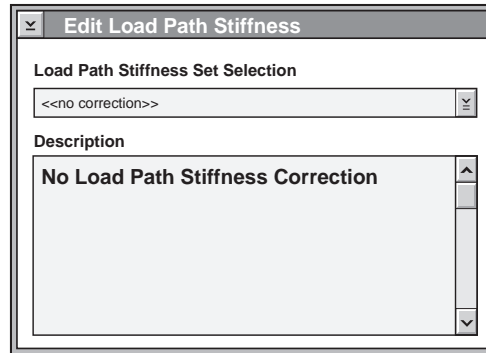 Edit Load Path Stiffness
Load Path Stiffness Set Selection
<<no correction>>
Description
No Load Path Stiffness Correction